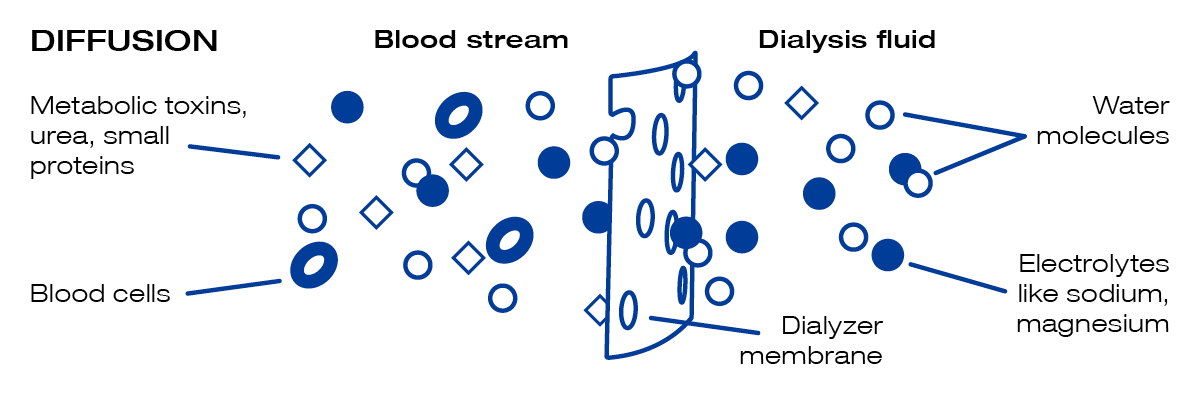 DIFFUSION
Blood stream
Dialysis fluid
Metabolic toxins,
urea, small
proteins
Water
molecules
Blood cells
Electrolytes
like sodium,
magnesium
Dialyzer
membrane